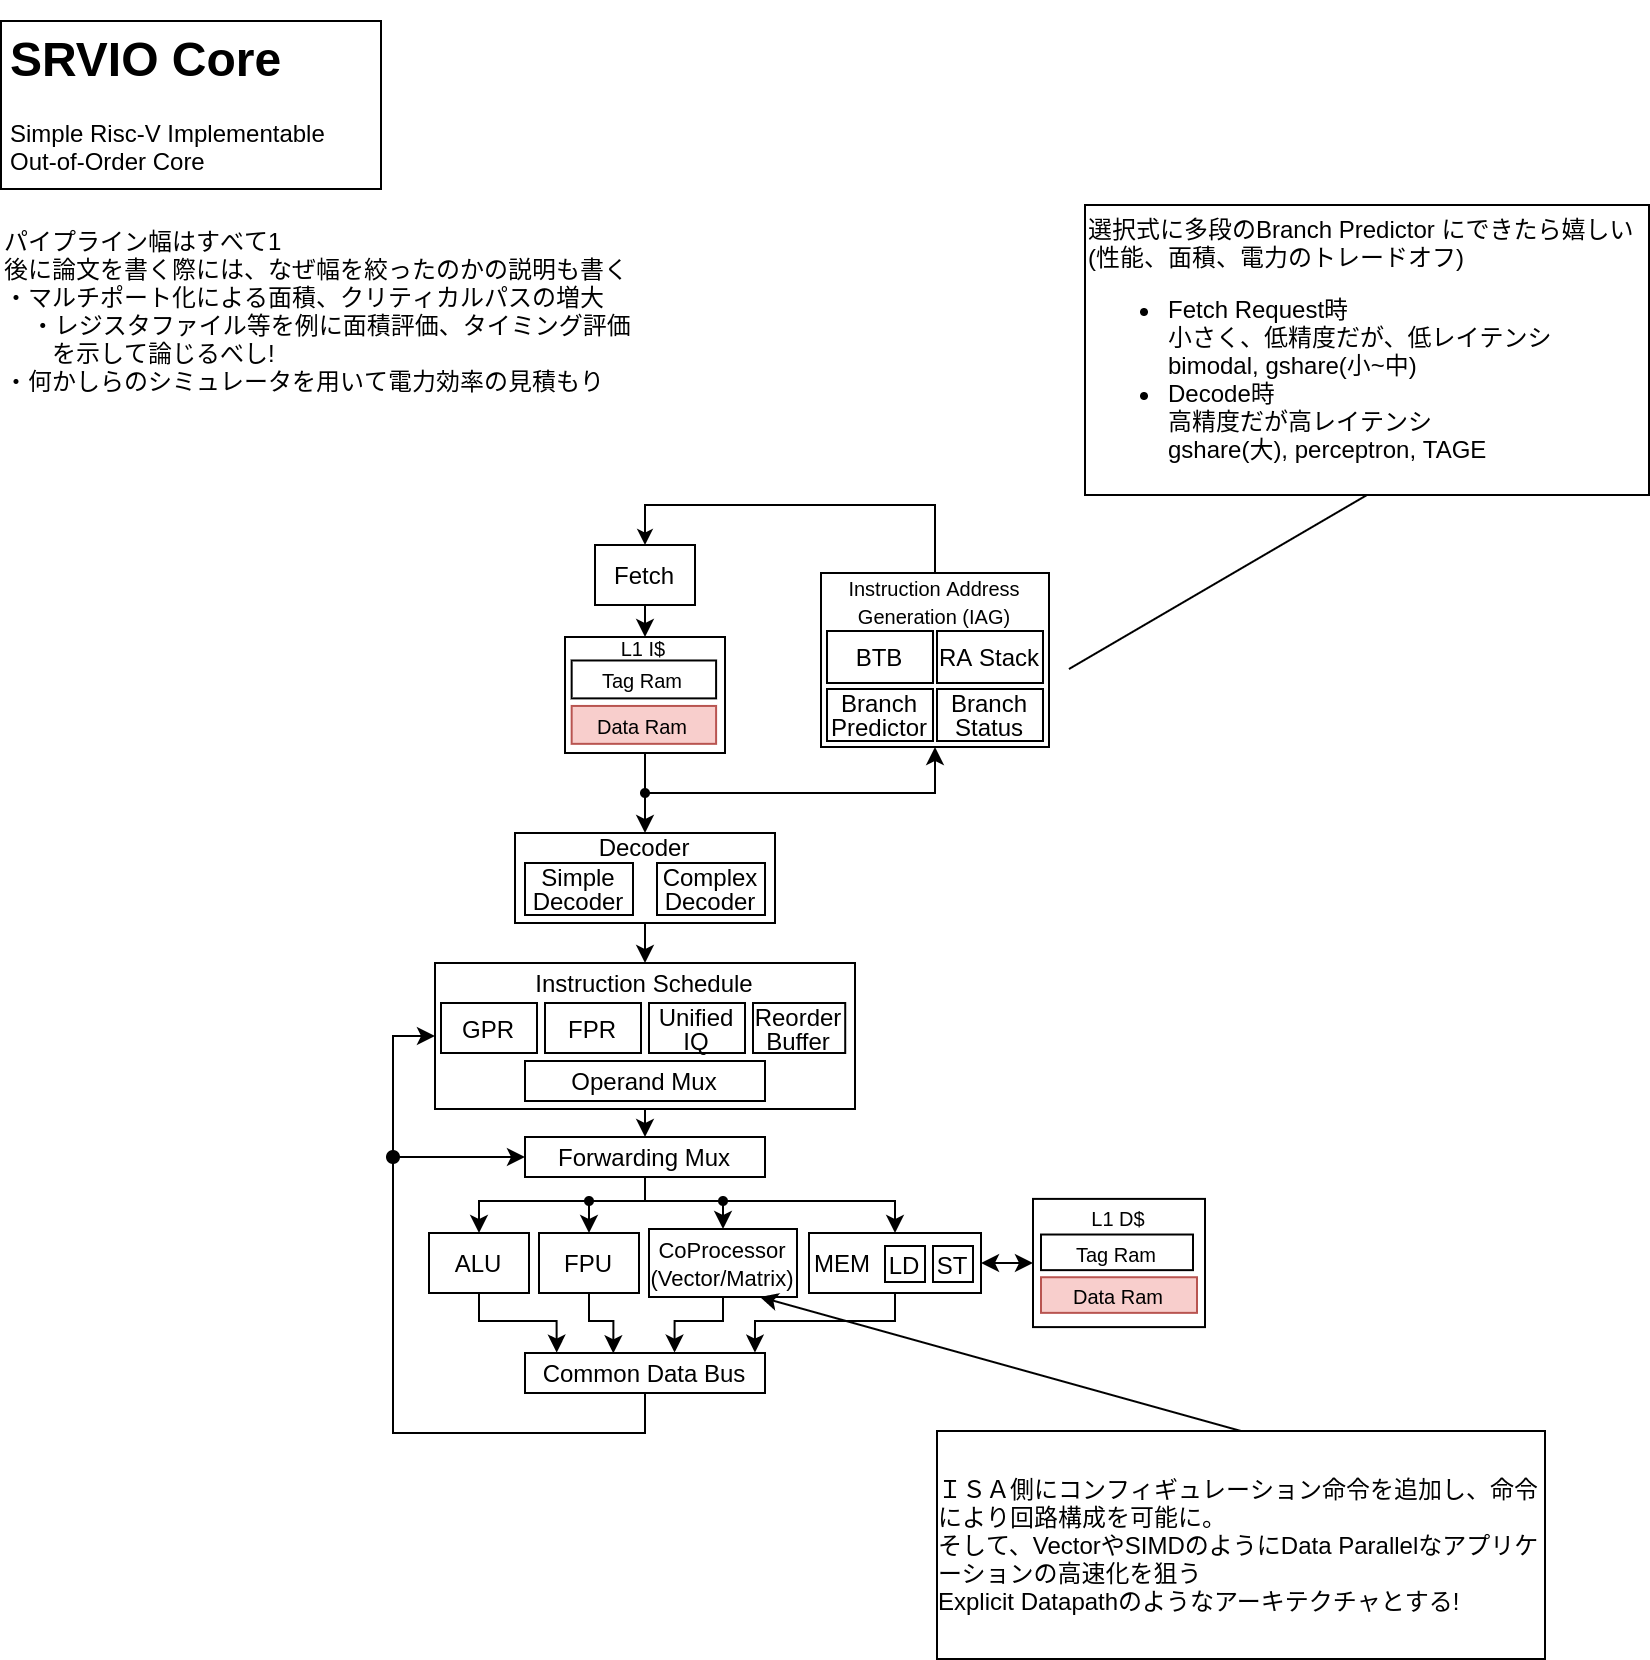 SRVIO Core
Simple Risc-V Implementable
Out-of-Order Core
パイプライン幅はすべて1
後に論文を書く際には、なぜ幅を絞ったのかの説明も書く
・マルチポート化による面積、クリティカルパスの増大
・レジスタファイル等を例に面積評価、タイミング評価
を示して論じるべし!
・何かしらのシミュレータを用いて電力効率の見積もり
選択式に多段のBranch Predictor にできたら嬉しい
(性能、面積、電力のトレードオフ)
• Fetch Request時
小さく、低精度だが、低レイテンシ
bimodal, gshare(小~中)
• Decode時
高精度だが高レイテンシ
gshare(大), perceptron, TAGE
Fetch
Instruction Address
Generation (IAG)
BTB
RA Stack
Branch
Predictor
Branch
Status
L1 I$
Tag Ram
Data Ram
Decoder
Simple
Decoder
Complex
Decoder
Instruction Schedule
GPR
FPR
Unified
IQ
Reorder
Buffer
Operand Mux
Forwarding Mux
ALU
FPU
CoProcessor
(Vector/Matrix)
MEM
LD
ST
L1 D$
Tag Ram
Data Ram
Common Data Bus
ＩＳＡ側にコンフィギュレーション命令を追加し、命令
により回路構成を可能に。
そして、VectorやSIMDのようにData Parallelなアプリケ
ーションの高速化を狙う
Explicit Datapathのようなアーキテクチャとする!